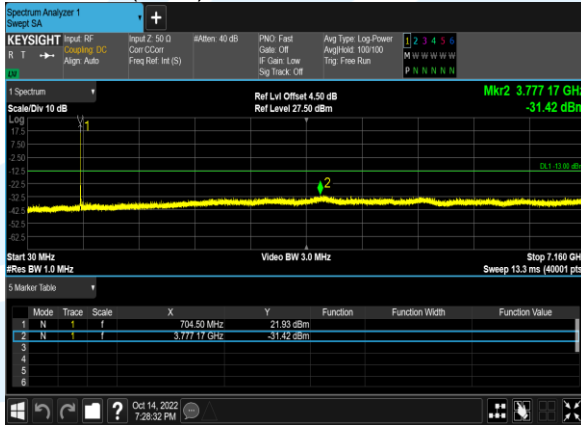 Spectrum Analyzer 1
Swept SA
+
KEYSIGHT Input: RF Input Z: 50 Ω #Atten: 40 dB PNO: Fast Avg Type: Log-Power 1 2 3 4 5 6
R T Coupling: DC Corr CCorr Gate: Off Avg|Hold: 100/100 M W W W W W
Align: Auto Freq Ref: Int (S) IF Gain: Low Trig: Free Run
Sig Track: Off P N N N N N
1 Spectrum Ref Lvl Offset 4.50 dB Mkr2 3.777 17 GHz
Scale/Div 10 dB Ref Level 27.50 dBm -31.42 dBm
Log
17.5
7.50
-2.50
-12.5
-22.5
-32.5
-42.5
-52.5
-62.5
1
DL1 -13.00 dBm
2
Start 30 MHz Video BW 3.0 MHz Stop 7.160 GH
#Res BW 1.0 MHz Sweep 13.3 ms (40001 pts
5 Marker Table
Mode Trace Scale X Y Function Function Width Function Value
1 N 1 f 704.50 MHz 21.93 dBm
2 N 1 f 3.777 17 GHz -31.42 dBm
3
4
5
6
? Oct 14, 2022
7:28:32 PM